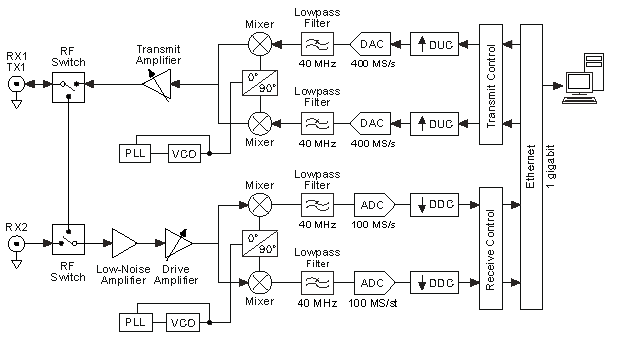 RX1
TX1
RF
Switch
Transmit
Amplifier
Mixer
Lowpass
Filter
40 MHz
DAC
400 MS/s
DUC
0°
90°
Lowpass
Filter
40 MHz
Mixer
DAC
400 MS/s
DUC
Transmit Control
PLL
VCO
Ethernet
1 gigabit
RX2
RF
Switch
Low-Noise
Amplifier
Drive
Amplifier
Mixer
Lowpass
Filter
40 MHz
ADC
100 MS/s
DDC
0°
90°
Lowpass
Filter
40 MHz
Mixer
ADC
100 MS/st
DDC
Receive Control
PLL
VCO